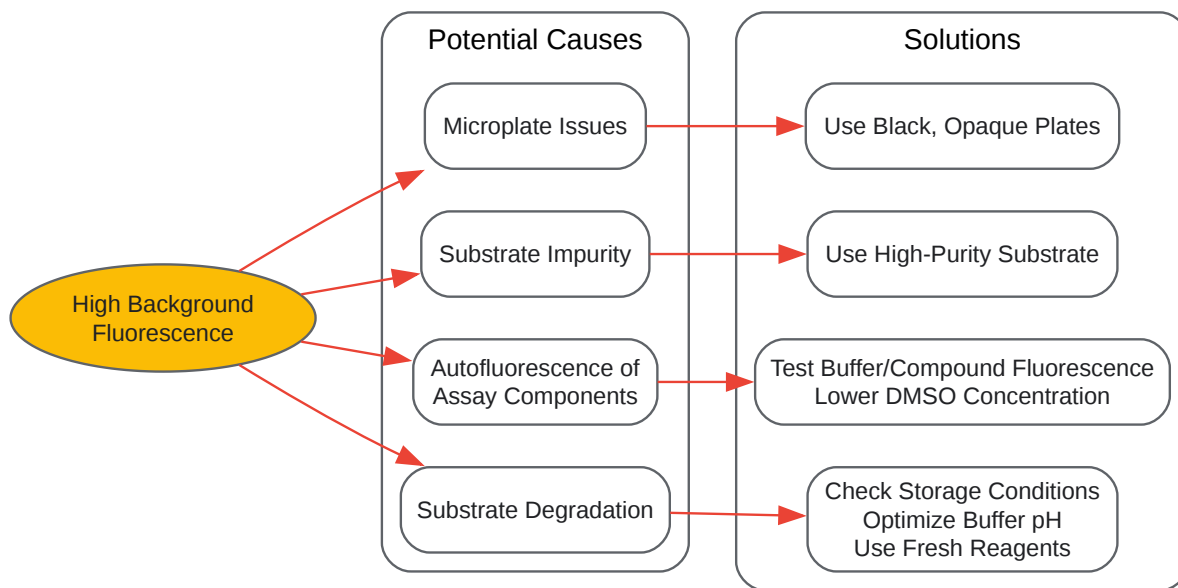 Potential Causes
Solutions
Microplate Issues
Use Black, Opaque Plates
Substrate Impurity
Use High-Purity Substrate
High Background
Fluorescence
Autofluorescence of
Assay Components
Test Buffer/Compound Fluorescence
Lower DMSO Concentration
Substrate Degradation
Check Storage Conditions
Optimize Buffer pH
Use Fresh Reagents